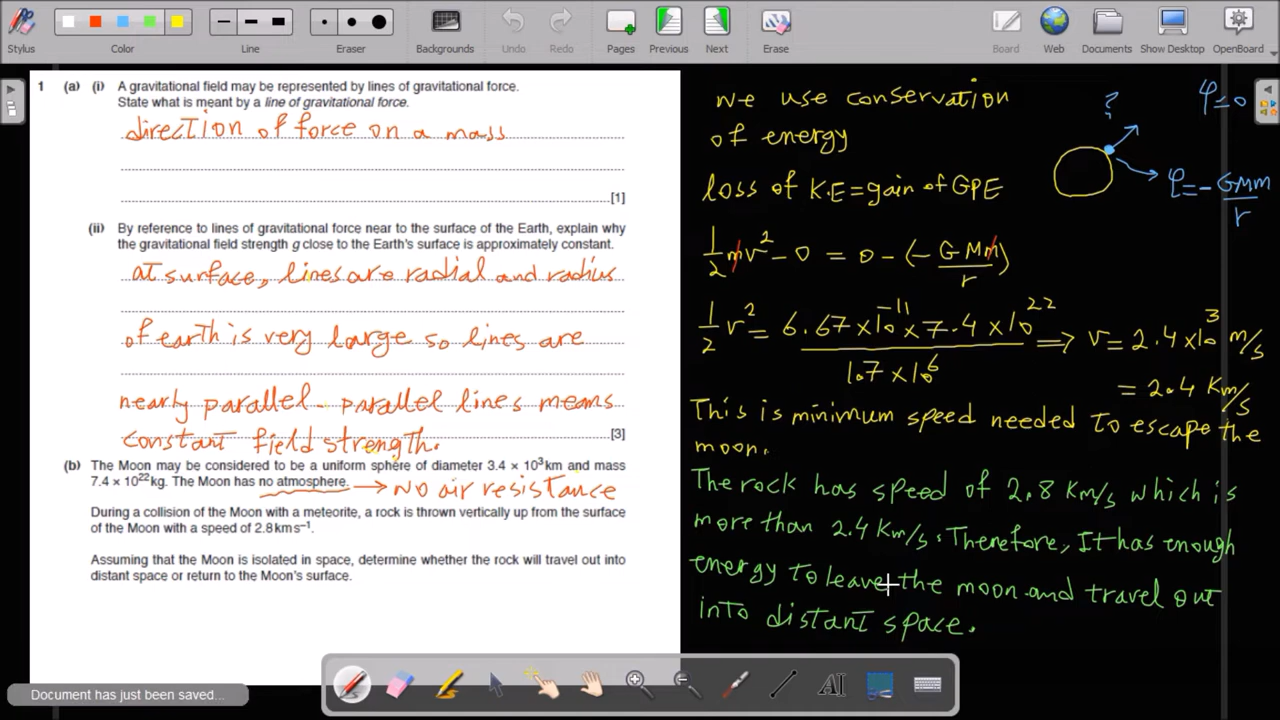 Stylus
Color
Line
Eraser
Backgrounds
Undo
Redo
Pages
Previous
Next
Erase
Board
Web
Documents
Show Desktop
OpenBoard
1 (a) (i) A gravitational field may be represented by lines of gravitational force.
State what is meant by a line of gravitational force.
direction of force on a mass
[1]
(ii) By reference to lines of gravitational force near to the surface of the Earth, explain why
the gravitational field strength g close to the Earth's surface is approximately constant.
at surface, lines are radial and radius
of earth is very large so lines are
nearly parallel. parallel lines means
constant field strength.
[3]
(b) The Moon may be considered to be a uniform sphere of diameter 3.4 × 10³ km and mass
7.4 × 10²² kg. The Moon has no atmosphere. → No air resistance
During a collision of the Moon with a meteorite, a rock is thrown vertically up from the surface
of the Moon with a speed of 2.8 km s⁻¹.
Assuming that the Moon is isolated in space, determine whether the rock will travel out into
distant space or return to the Moon's surface.
we use conservation
of energy
loss of K.E = gain of GPE
? φ=0
φ = - GMm/r
1/2 mv² - 0 = 0 - (- GMm/r)
1/2 v² = 6.67 × 10⁻¹¹ × 7.4 × 10²² / 1.7 × 10⁶ ⇒ v = 2.4 × 10³ m/s
= 2.4 Km/s
This is minimum speed needed to escape the
moon.
The rock has speed of 2.8 Km/s which is
more than 2.4 Km/s. Therefore, It has enough
energy to leave the moon and travel out
into distant space.
AI
Document has just been saved...